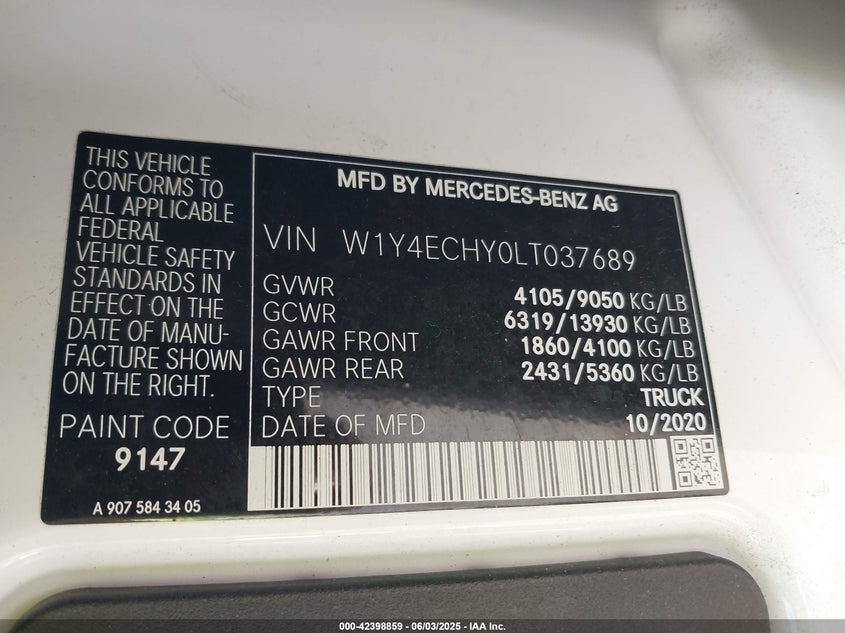 THIS VEHICLE
CONFORMS TO
ALL APPLICABLE
FEDERAL
VEHICLE SAFETY
STANDARDS IN
EFFECT ON THE
DATE OF MANU-
FACTURE SHOWN
ON THE RIGHT.
PAINT CODE
9147
A 907 584 34 05
MFD BY MERCEDES-BENZ AG
VIN W1Y4ECHY0LT037689
GVWR 4105/9050 KG/LB
GCWR 6319/13930 KG/LB
GAWR FRONT 1860/4100 KG/LB
GAWR REAR 2431/5360 KG/LB
TYPE TRUCK
DATE OF MFD 10/2020
000-42398859 - 06/03/2025 - IAA Inc.